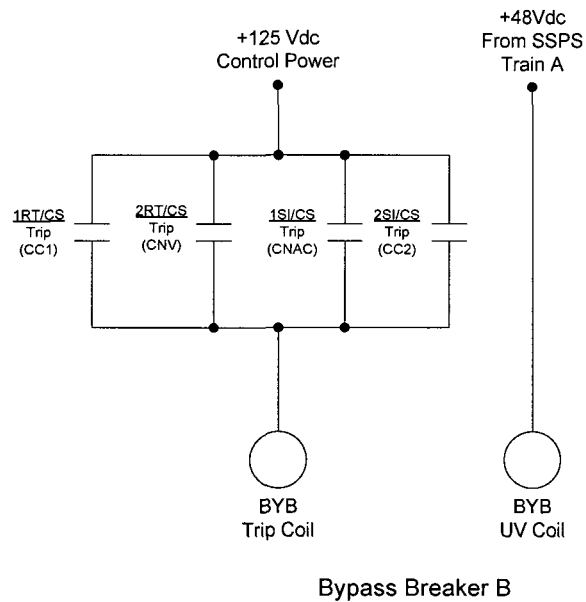 +125 Vdc
Control Power
+48Vdc
From SSPS
Train A
1RT/CS
Trip
(CC1)
2RT/CS
Trip
(CNV)
1SI/CS
Trip
(CNAC)
2SI/CS
Trip
(CC2)
BYB
Trip Coil
BYB
UV Coil
Bypass Breaker B